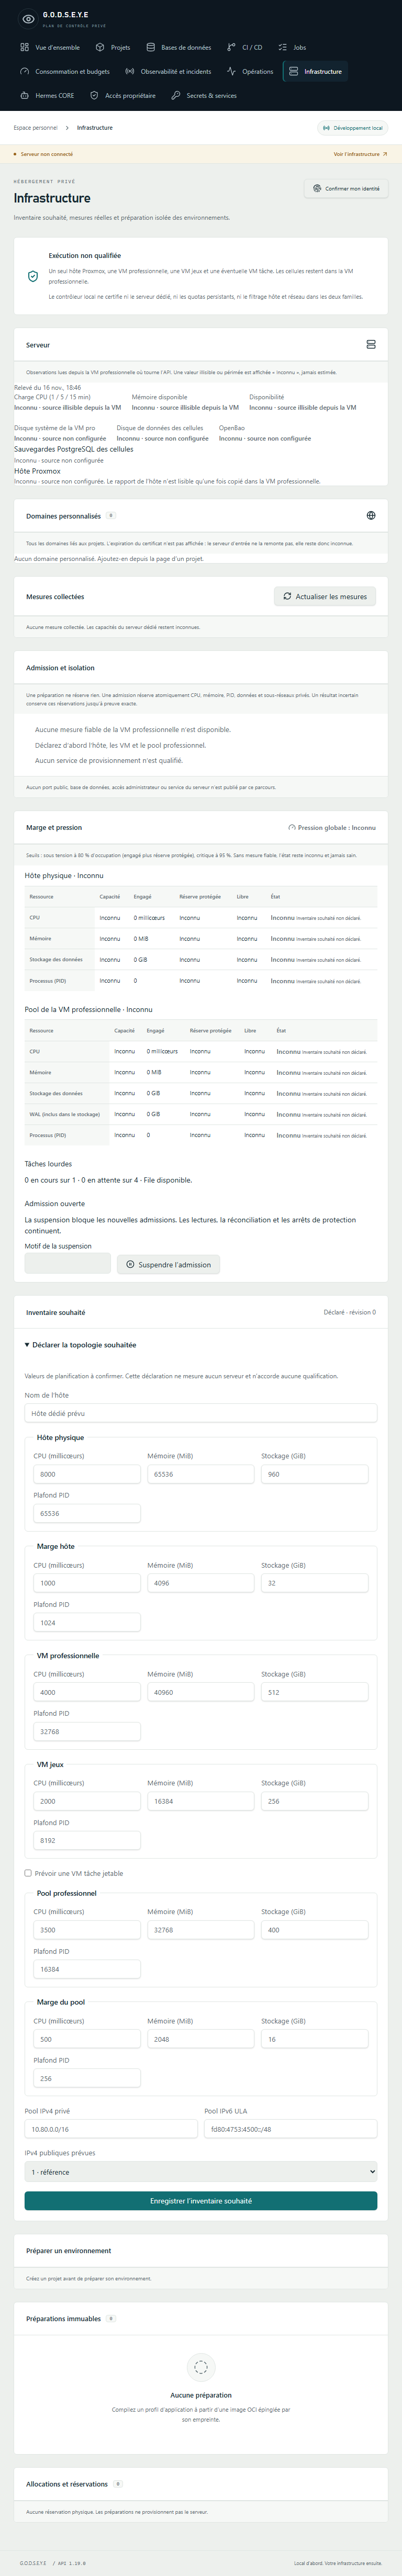 G.O.D.S.E.Y.E
PLAN DE CONTRÔLE PRIVÉ
Vue d'ensemble
Projets
Bases de données
CI / CD
Jobs
Consommation et budgets
Observabilité et incidents
Opérations
Infrastructure
Hermes CORE
Accès propriétaire
Secrets & services
Espace personnel > Infrastructure
Développement local
Serveur non connecté
Voir l'infrastructure
HÉBERGEMENT PRIVÉ
Infrastructure
Confirmer mon identité
Inventaire souhaité, mesures réelles et préparation isolée des environnements.
Exécution non qualifiée
Un seul hôte Proxmox, une VM professionnelle, une VM jeux et une éventuelle VM tâche. Les cellules restent dans la VM
professionnelle.
Le contrôleur local ne certifie ni le serveur dédié, ni les quotas persistants, ni le filtrage hôte et réseau dans les deux familles.
Serveur
Observations lues depuis la VM professionnelle où tourne l'API. Une valeur illisible ou périmée est affichée « Inconnu », jamais estimée.
Relevé du 16 nov., 18:46
Charge CPU (1 / 5 / 15 min)
Mémoire disponible
Disponibilité
Inconnu · source illisible depuis la VM
Inconnu · source illisible depuis la VM
Inconnu · source illisible depuis la VM
Disque système de la VM pro
Disque de données des cellules
OpenBao
Inconnu · source non configurée
Inconnu · source non configurée
Inconnu · source non configurée
Sauvegardes PostgreSQL des cellules
Inconnu · source non configurée
Hôte Proxmox
Inconnu · source non configurée. Le rapport de l'hôte n'est lisible qu'une fois copié dans la VM professionnelle.
Domaines personnalisés 0
Tous les domaines liés aux projets. L'expiration du certificat n'est pas affichée : le serveur d'entrée ne la remonte pas, elle reste donc inconnue.
Aucun domaine personnalisé. Ajoutez-en depuis la page d'un projet.
Mesures collectées
Actualiser les mesures
Aucune mesure collectée. Les capacités du serveur dédié restent inconnues.
Admission et isolation
Une préparation ne réserve rien. Une admission réserve atomiquement CPU, mémoire, PID, données et sous-réseaux privés. Un résultat incertain
conserve ces réservations jusqu'à preuve exacte.
Aucune mesure fiable de la VM professionnelle n'est disponible.
Déclarez d'abord l'hôte, les VM et le pool professionnel.
Aucun service de provisionnement n'est qualifié.
Aucun port public, base de données, accès administrateur ou service du serveur n'est publié par ce parcours.
Marge et pression
Pression globale : Inconnu
Seuils : sous tension à 80 % d'occupation (engagé plus réserve protégée), critique à 95 %. Sans mesure fiable, l'état reste inconnu et jamais sain.
Hôte physique · Inconnu
Ressource Capacité Engagé Réserve protégée Libre État
CPU Inconnu 0 millicœurs Inconnu Inconnu Inconnu Inventaire souhaité non déclaré.
Mémoire Inconnu 0 MiB Inconnu Inconnu Inconnu Inventaire souhaité non déclaré.
Stockage des données Inconnu 0 GiB Inconnu Inconnu Inconnu Inventaire souhaité non déclaré.
Processus (PID) Inconnu 0 Inconnu Inconnu Inconnu Inventaire souhaité non déclaré.
Pool de la VM professionnelle · Inconnu
Ressource Capacité Engagé Réserve protégée Libre État
CPU Inconnu 0 millicœurs Inconnu Inconnu Inconnu Inventaire souhaité non déclaré.
Mémoire Inconnu 0 MiB Inconnu Inconnu Inconnu Inventaire souhaité non déclaré.
Stockage des données Inconnu 0 GiB Inconnu Inconnu Inconnu Inventaire souhaité non déclaré.
WAL (inclus dans le stockage) Inconnu 0 GiB Inconnu Inconnu Inconnu Inventaire souhaité non déclaré.
Processus (PID) Inconnu 0 Inconnu Inconnu Inconnu Inventaire souhaité non déclaré.
Tâches lourdes
0 en cours sur 1 · 0 en attente sur 4 · File disponible.
Admission ouverte
La suspension bloque les nouvelles admissions. Les lectures, la réconciliation et les arrêts de protection
continuent.
Motif de la suspension
Suspendre l'admission
Inventaire souhaité
Déclaré · révision 0
▼ Déclarer la topologie souhaitée
Valeurs de planification à confirmer. Cette déclaration ne mesure aucun serveur et n'accorde aucune qualification.
Nom de l'hôte
Hôte dédié prévu
Hôte physique
CPU (millicœurs) Mémoire (MiB) Stockage (GiB)
8000 65536 960
Plafond PID
65536
Marge hôte
CPU (millicœurs) Mémoire (MiB) Stockage (GiB)
1000 4096 32
Plafond PID
1024
VM professionnelle
CPU (millicœurs) Mémoire (MiB) Stockage (GiB)
4000 40960 512
Plafond PID
32768
VM jeux
CPU (millicœurs) Mémoire (MiB) Stockage (GiB)
2000 16384 256
Plafond PID
8192
Prévoir une VM tâche jetable
Pool professionnel
CPU (millicœurs) Mémoire (MiB) Stockage (GiB)
3500 32768 400
Plafond PID
16384
Marge du pool
CPU (millicœurs) Mémoire (MiB) Stockage (GiB)
500 2048 16
Plafond PID
256
Pool IPv4 privé
Pool IPv6 ULA
10.80.0.0/16
fd80:4753:4500::/48
IPv4 publiques prévues
1 · référence
Enregistrer l'inventaire souhaité
Préparer un environnement
Créez un projet avant de préparer son environnement.
Préparations immuables 0
Aucune préparation
Compilez un profil d'application à partir d'une image OCI épinglée par
son empreinte.
Allocations et réservations 0
Aucune réservation physique. Les préparations ne provisionnent pas le serveur.
G.O.D.S.E.Y.E / API 1.10.0
Local d'abord. Votre infrastructure ensuite.